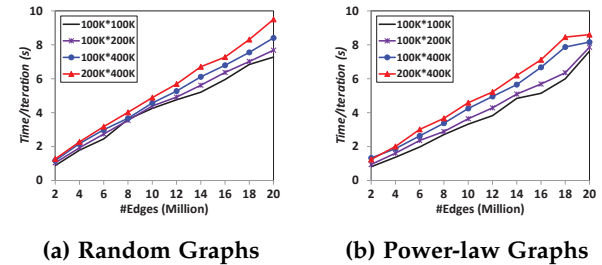 10
8
6
4
2
0
Time/Iteration (s)
100K*100K
100K*200K
100K*400K
200K*400K
2 4 6 8 10 12 14 16 18 20
#Edges (Million)
(a) Random Graphs
10
8
6
4
2
0
Time/Iteration (s)
100K*100K
100K*200K
100K*400K
200K*400K
2 4 6 8 10 12 14 16 18 20
#Edges (Million)
(b) Power-law Graphs